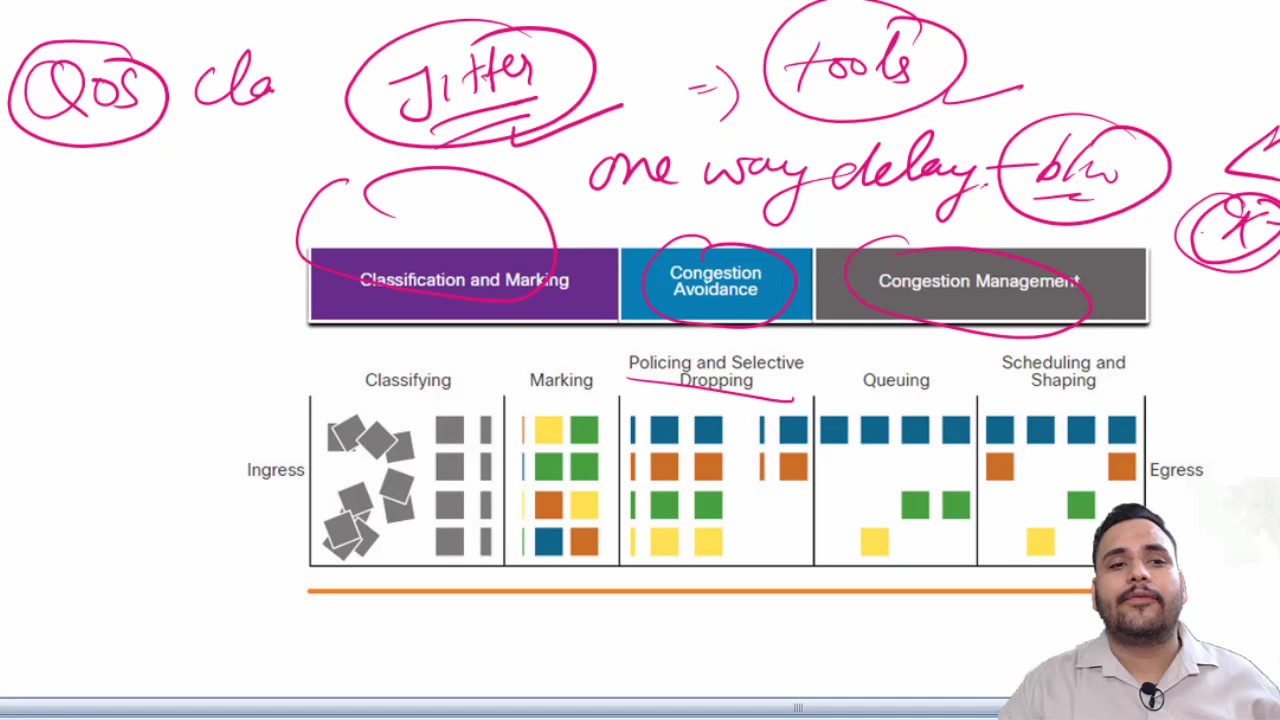 QOS cla Jitter => tools
one way delay. - b/w
Classification and Marking
Congestion
Avoidance
Congestion Management
Classifying
Marking
Policing and Selective
Dropping
Queuing
Scheduling and
Shaping
Ingress
Egress